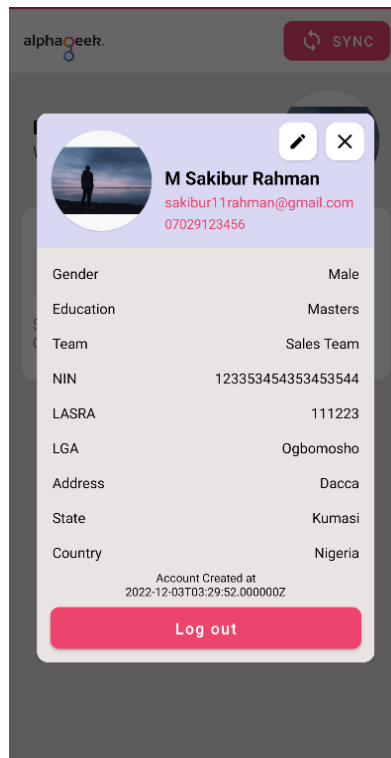 alphageek.
SYNC
M Sakibur Rahman
sakibur11rahman@gmail.com
07029123456
Gender Male
Education Masters
Team Sales Team
NIN 123353454353453544
LASRA 111223
LGA Ogbomosho
Address Dacca
State Kumasi
Country Nigeria
Account Created at
2022-12-03T03:29:52.000000Z
Log out